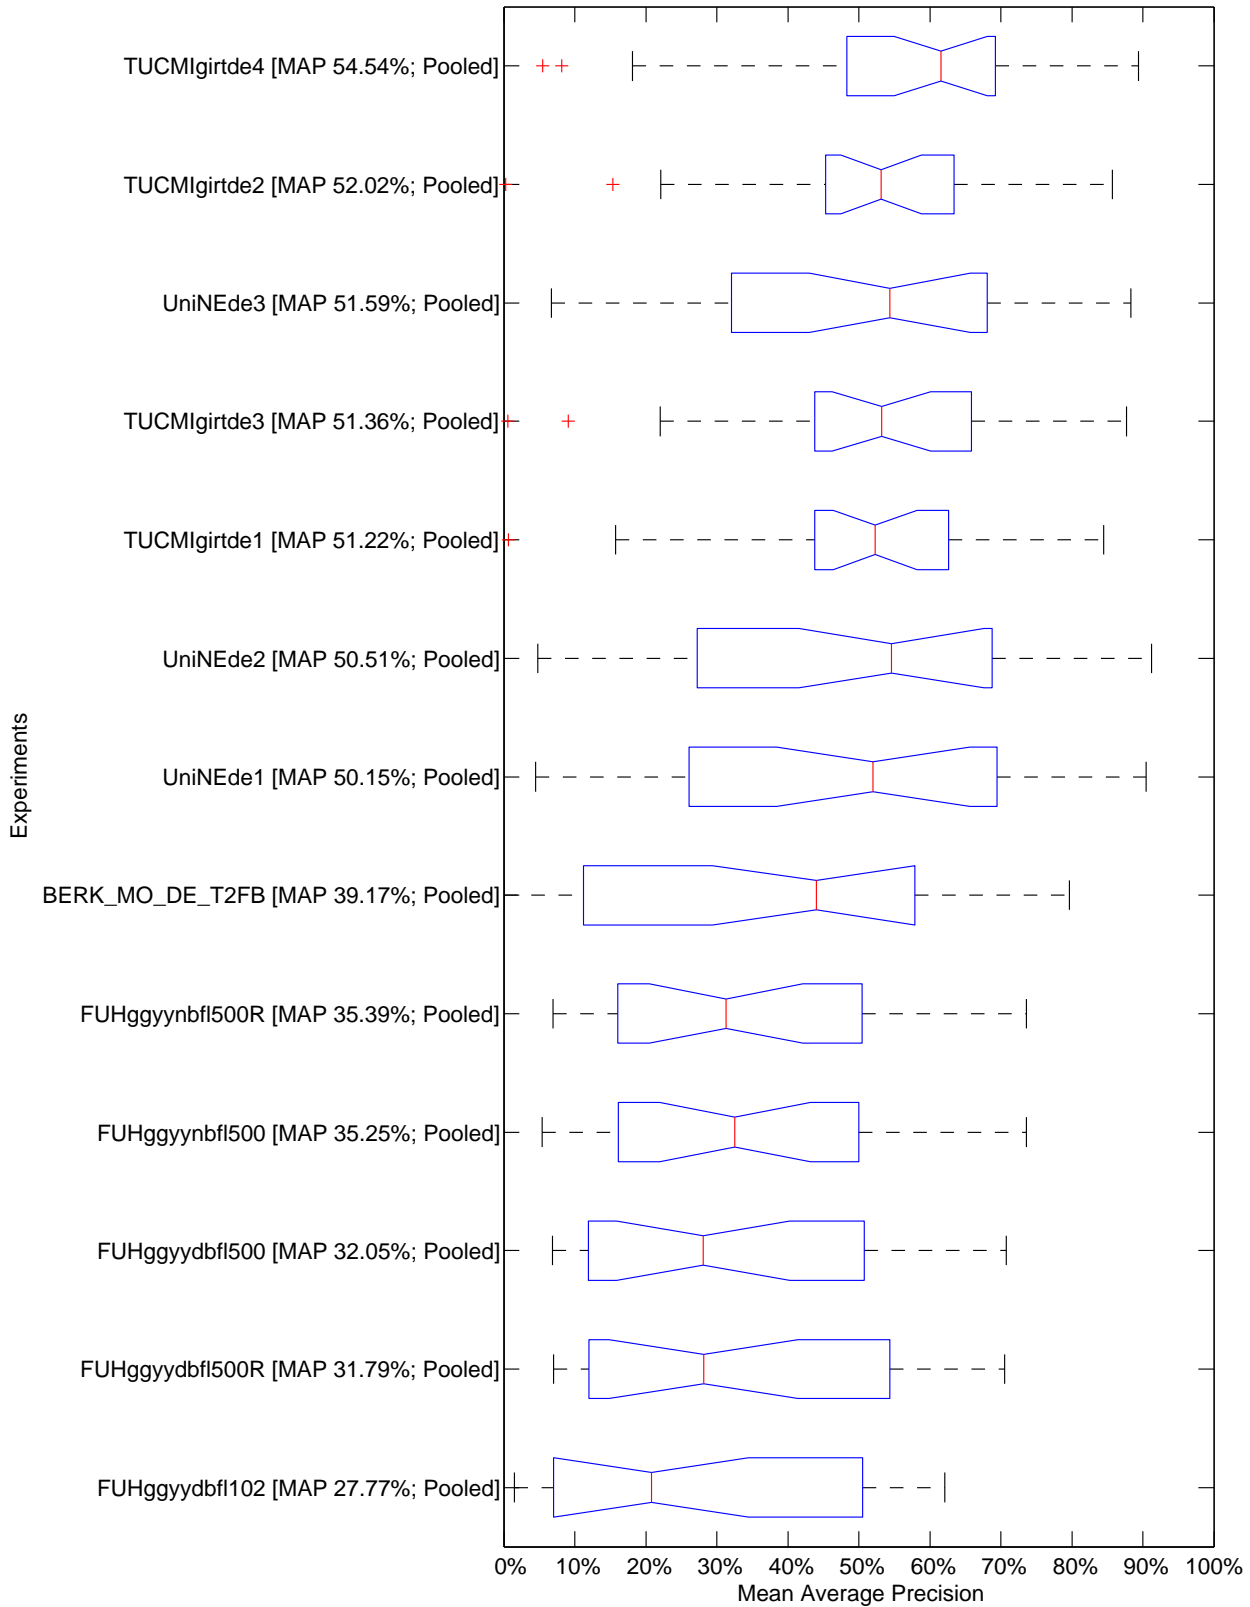 TUCMIgirtde4 [MAP 54.54%; Pooled]
TUCMIgirtde2 [MAP 52.02%; Pooled]
UniNEde3 [MAP 51.59%; Pooled]
TUCMIgirtde3 [MAP 51.36%; Pooled]
TUCMIgirtde1 [MAP 51.22%; Pooled]
UniNEde2 [MAP 50.51%; Pooled]
UniNEde1 [MAP 50.15%; Pooled]
BERK_MO_DE_T2FB [MAP 39.17%; Pooled]
FUHggyynbfl500R [MAP 35.39%; Pooled]
FUHggyynbfl500 [MAP 35.25%; Pooled]
FUHggyydbfl500 [MAP 32.05%; Pooled]
FUHggyydbfl500R [MAP 31.79%; Pooled]
FUHggyydbfl102 [MAP 27.77%; Pooled]
Experiments
0% 10% 20% 30% 40% 50% 60% 70% 80% 90% 100%
Mean Average Precision